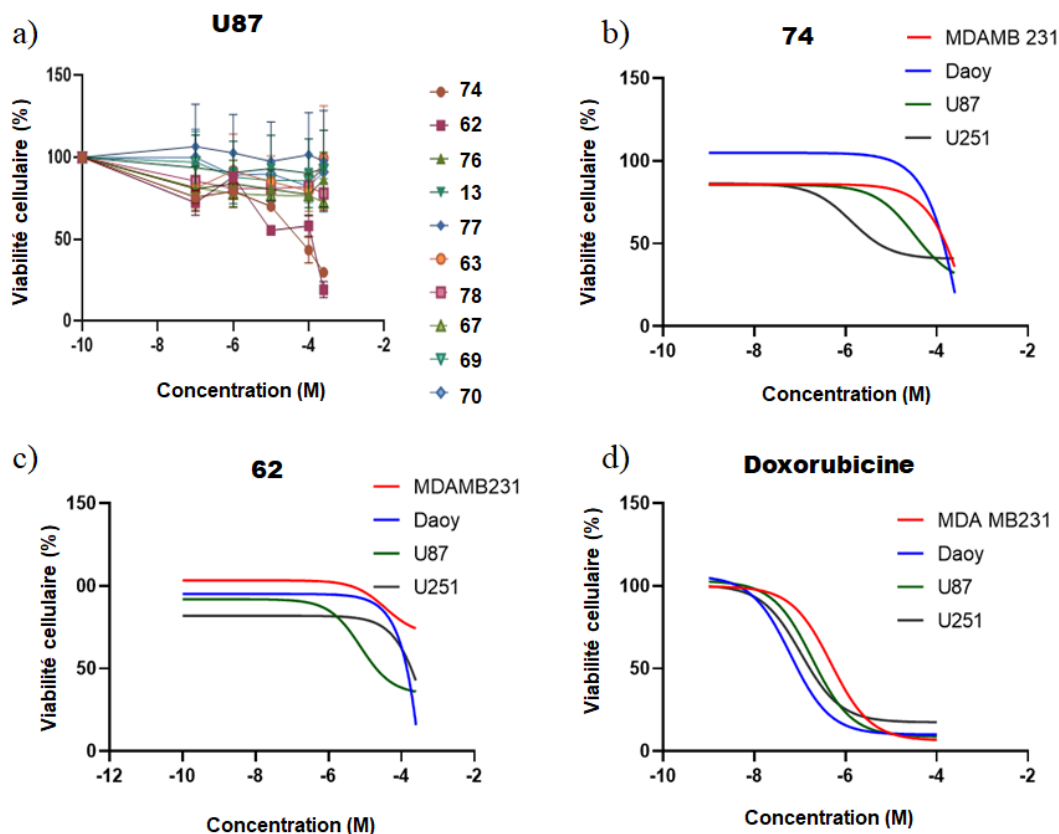 a)
U87
Viabilité cellulaire (%)
150
100
50
0
-10
-8
-6
-4
-2
Concentration (M)
74
62
76
13
77
63
78
67
69
70
b)
74
MDAMB 231
Daoy
U87
U251
Viabilité cellulaire (%)
150
100
50
0
-10
-8
-6
-4
-2
Concentration (M)
c)
62
MDAMB231
Daoy
U87
U251
Viabilité cellulaire (%)
150
00
50
0
-12
-10
-8
-6
-4
-2
Concentration (M)
d)
Doxorubicine
MDA MB231
Daoy
U87
U251
Viabilité cellulaire (%)
150
100
50
0
-10
-8
-6
-4
-2
Concentration (M)